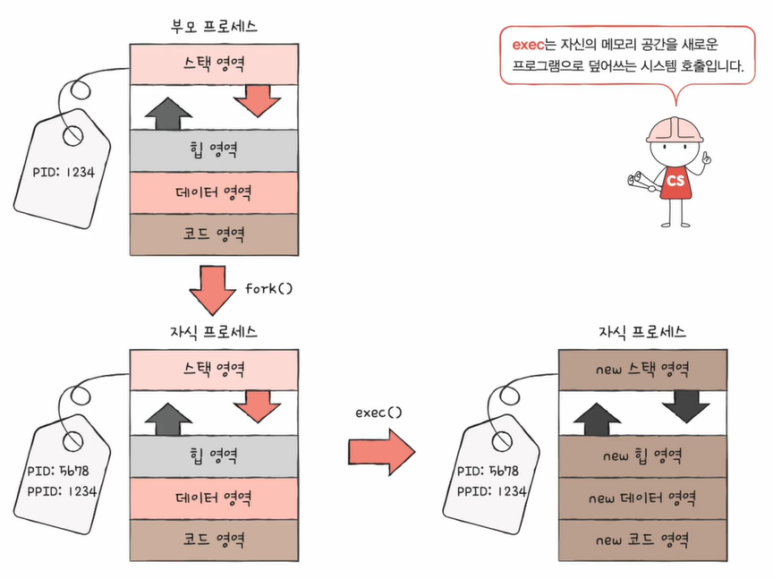 부모 프로세스
스택 영역
힙 영역
데이터 영역
코드 영역
PID: 1234
exec는 자신의 메모리 공간을 새로운
프로그램으로 덮어쓰는 시스템 호출입니다.
CS
fork()
자식 프로세스
스택 영역
힙 영역
데이터 영역
코드 영역
PID: 5678
PPID: 1234
exec()
자식 프로세스
new 스택 영역
new 힙 영역
new 데이터 영역
new 코드 영역
PID: 5678
PPID: 1234